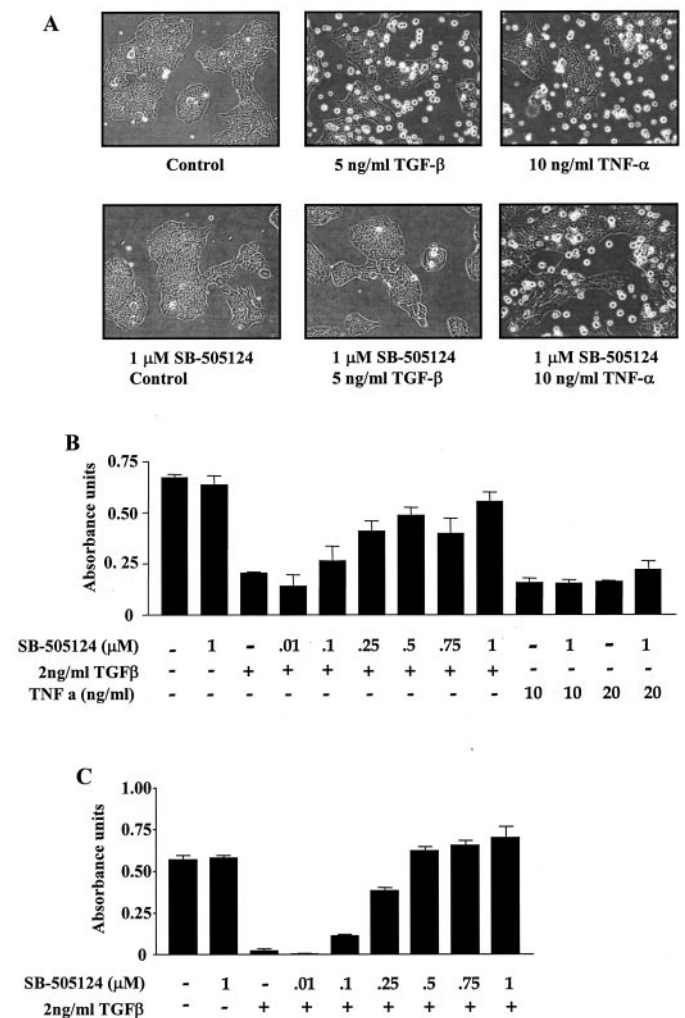 A
Control
5 ng/ml TGF-β
10 ng/ml TNF-α
1 μM SB-505124
Control
1 μM SB-505124
5 ng/ml TGF-β
1 μM SB-505124
10 ng/ml TNF-α
B
Absorbance units
0.75
0.50
0.25
0
SB-505124 (μM) - 1 - .01 .1 .25 .5 .75 1 - 1 - 1
2ng/ml TGFβ - - + + + + + + + - - - -
TNF a (ng/ml) - - - - - - - - - 10 10 20 20
C
Absorbance units
1.00
0.75
0.50
0.25
0
SB-505124 (μM) - 1 - .01 .1 .25 .5 .75 1
2ng/ml TGFβ - - + + + + + + +